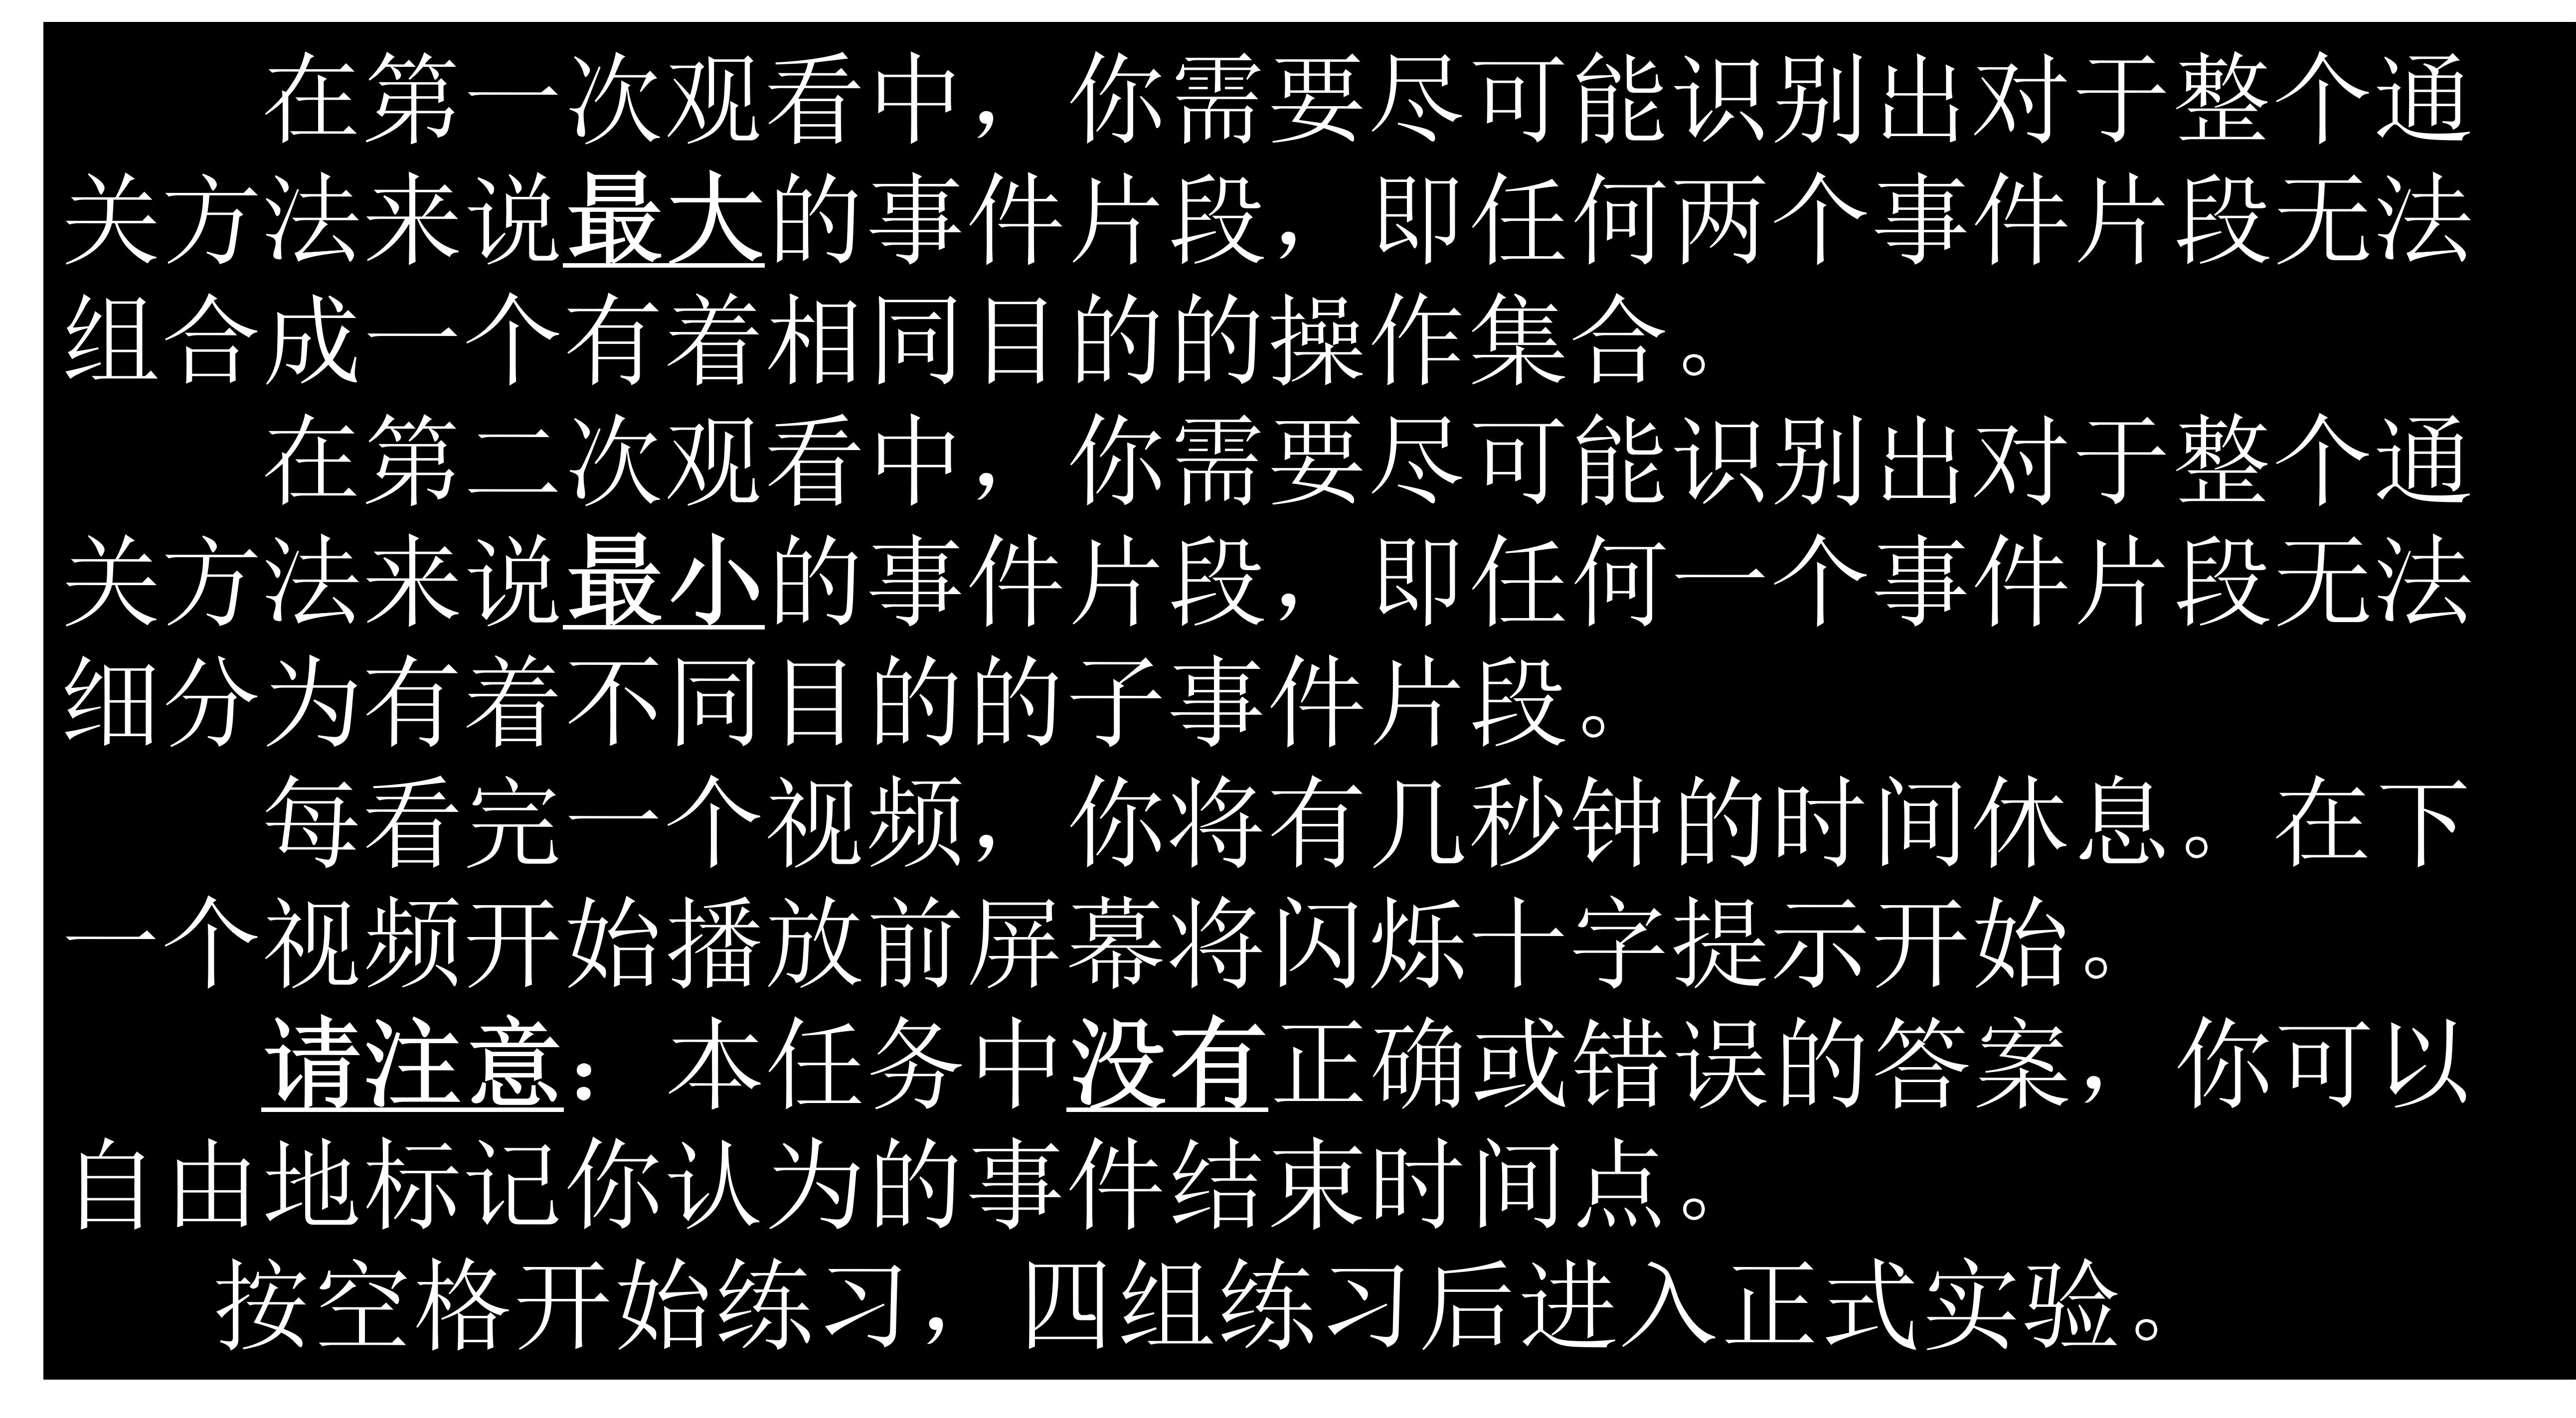 在第一次观看中，你需要尽可能识别出对于整个通
关方法来说最大的事件片段，即任何两个事件片段无法
组合成一个有着相同目的的操作集合。
在第二次观看中，你需要尽可能识别出对于整个通
关方法来说最小的事件片段，即任何一个事件片段无法
细分为有着不同目的的子事件片段。
每看完一个视频，你将有几秒钟的时间休息。在下
一个视频开始播放前屏幕将闪烁十字提示开始。
请注意：本任务中没有正确或错误的答案，你可以
自由地标记你认为的事件结束时间点。
按空格开始练习，四组练习后进入正式实验。